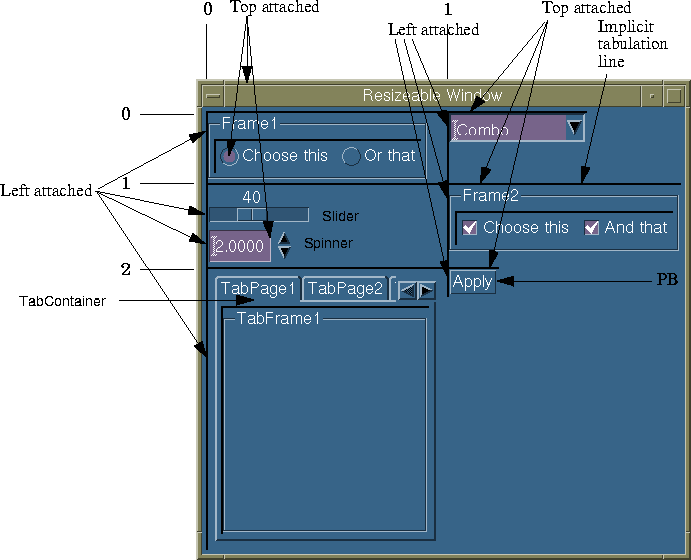 0
Top attached
1
Top attached
Left attached
Implicit
tabulation
line
Resizeable Window
0
Frame1
Combo
Choose this
Or that
1
Left attached
40
Slider
Frame2
2.0000
Spinner
Choose this
And that
2
TabPage1
TabPage2
Apply
PB
TabContainer
TabFrame1